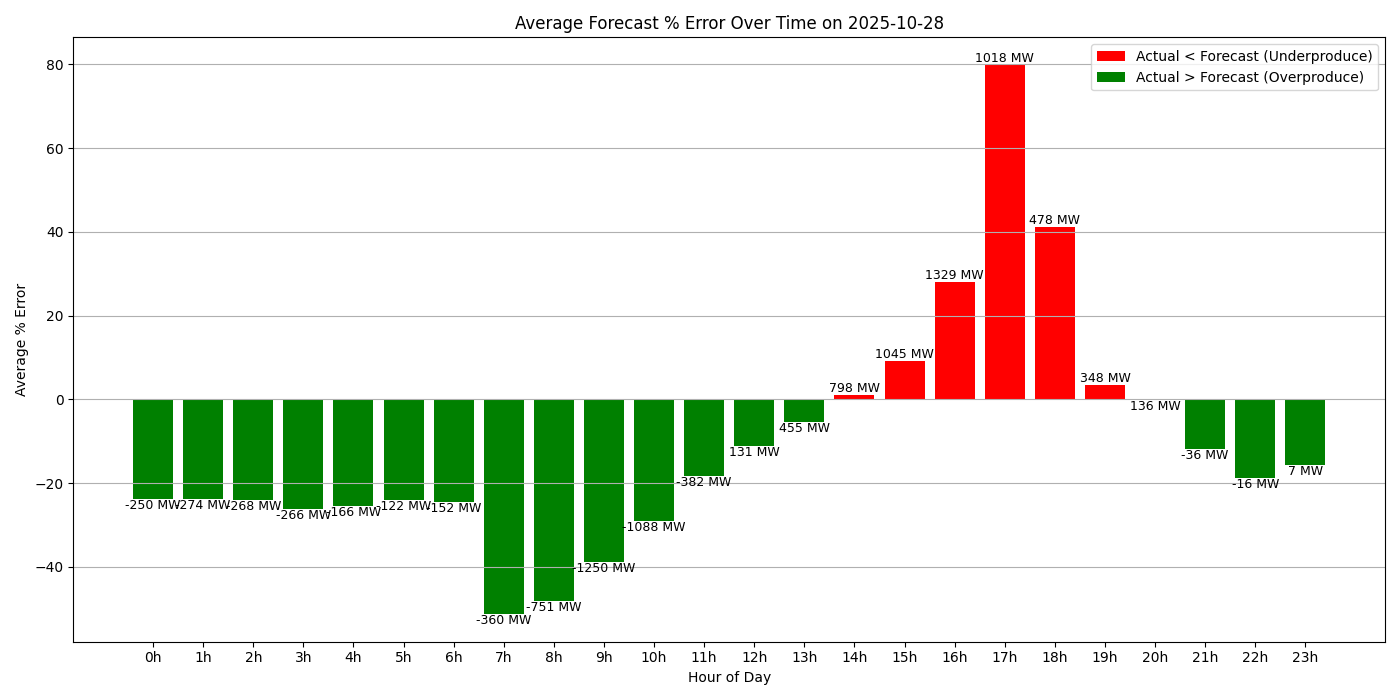 Average Forecast % Error Over Time on 2025-10-28
Actual < Forecast (Underproduce)
Actual > Forecast (Overproduce)
Average % Error
80
60
40
20
0
−20
−40
1018 MW
478 MW
1329 MW
1045 MW
798 MW
348 MW
136 MW
455 MW
131 MW
-382 MW
-36 MW
-16 MW
7 MW
-250 MW
-274 MW
-268 MW
-266 MW
-166 MW
-122 MW
-152 MW
-1088 MW
-1250 MW
-751 MW
-360 MW
0h 1h 2h 3h 4h 5h 6h 7h 8h 9h 10h 11h 12h 13h 14h 15h 16h 17h 18h 19h 20h 21h 22h 23h
Hour of Day